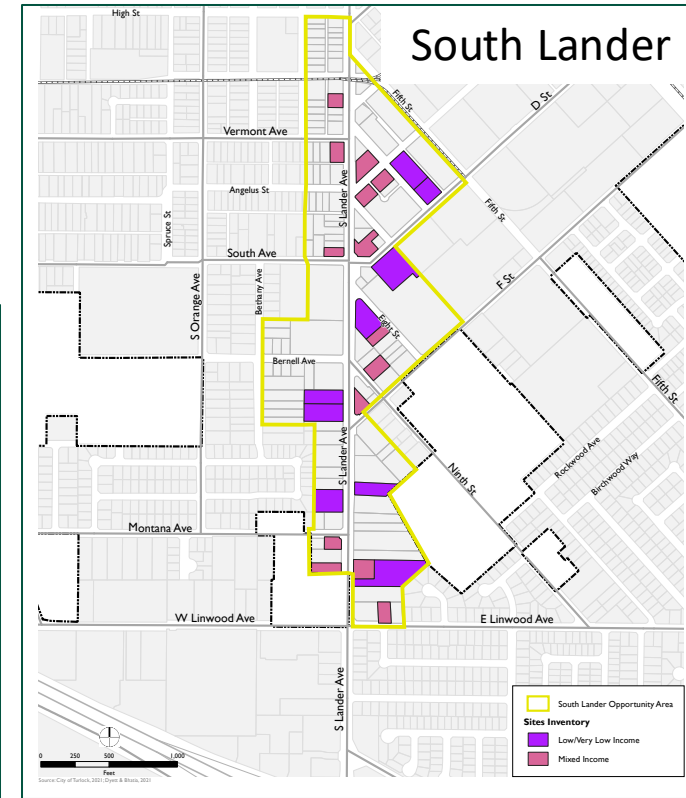 South Lander
High St
Fifth St
D St
Vermont Ave
Angelus St
S Lander Ave
Spruce St
Fifth St
South Ave
Bethany Ave
F St
S Orange Ave
Eight St
Bernell Ave
Fifth St
S Lander Ave
Rockwood Ave
Birchwood Way
Ninth St
Montana Ave
W Linwood Ave
E Linwood Ave
S Lander Ave
South Lander Opportunity Area
Sites Inventory
Low/Very Low Income
Mixed Income
0 250 500 1,000
Feet
Source: City of Turlock, 2021; Dyett & Bhatia, 2021